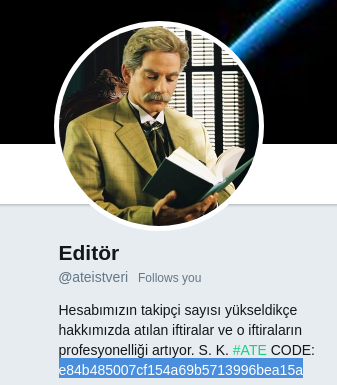 Editör
@ateistveri Follows you
Hesabımızın takipçi sayısı yükseldikçe
hakkımızda atılan iftiralar ve o iftiraların
profesyonelliği artıyor. S. K. #ATE CODE:
e84b485007cf154a69b5713996bea15a